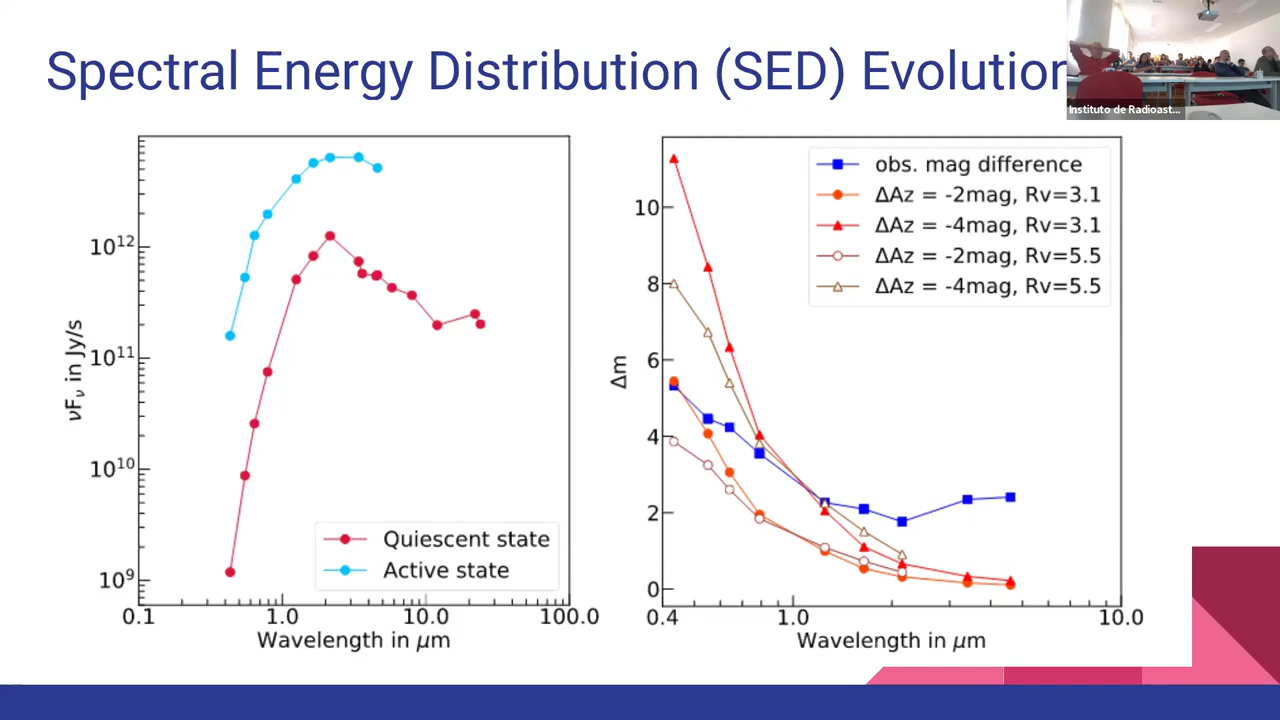 Spectral Energy Distribution (SED) Evolution
Instituto de Radioast...
νFν in Jy/s
10¹²
10¹¹
10¹⁰
10⁹
Quiescent state
Active state
0.1
1.0
10.0
100.0
Wavelength in μm
Δm
10
8
6
4
2
0
obs. mag difference
ΔAz = -2mag, Rv=3.1
ΔAz = -4mag, Rv=3.1
ΔAz = -2mag, Rv=5.5
ΔAz = -4mag, Rv=5.5
0.4
1.0
10.0
Wavelength in μm